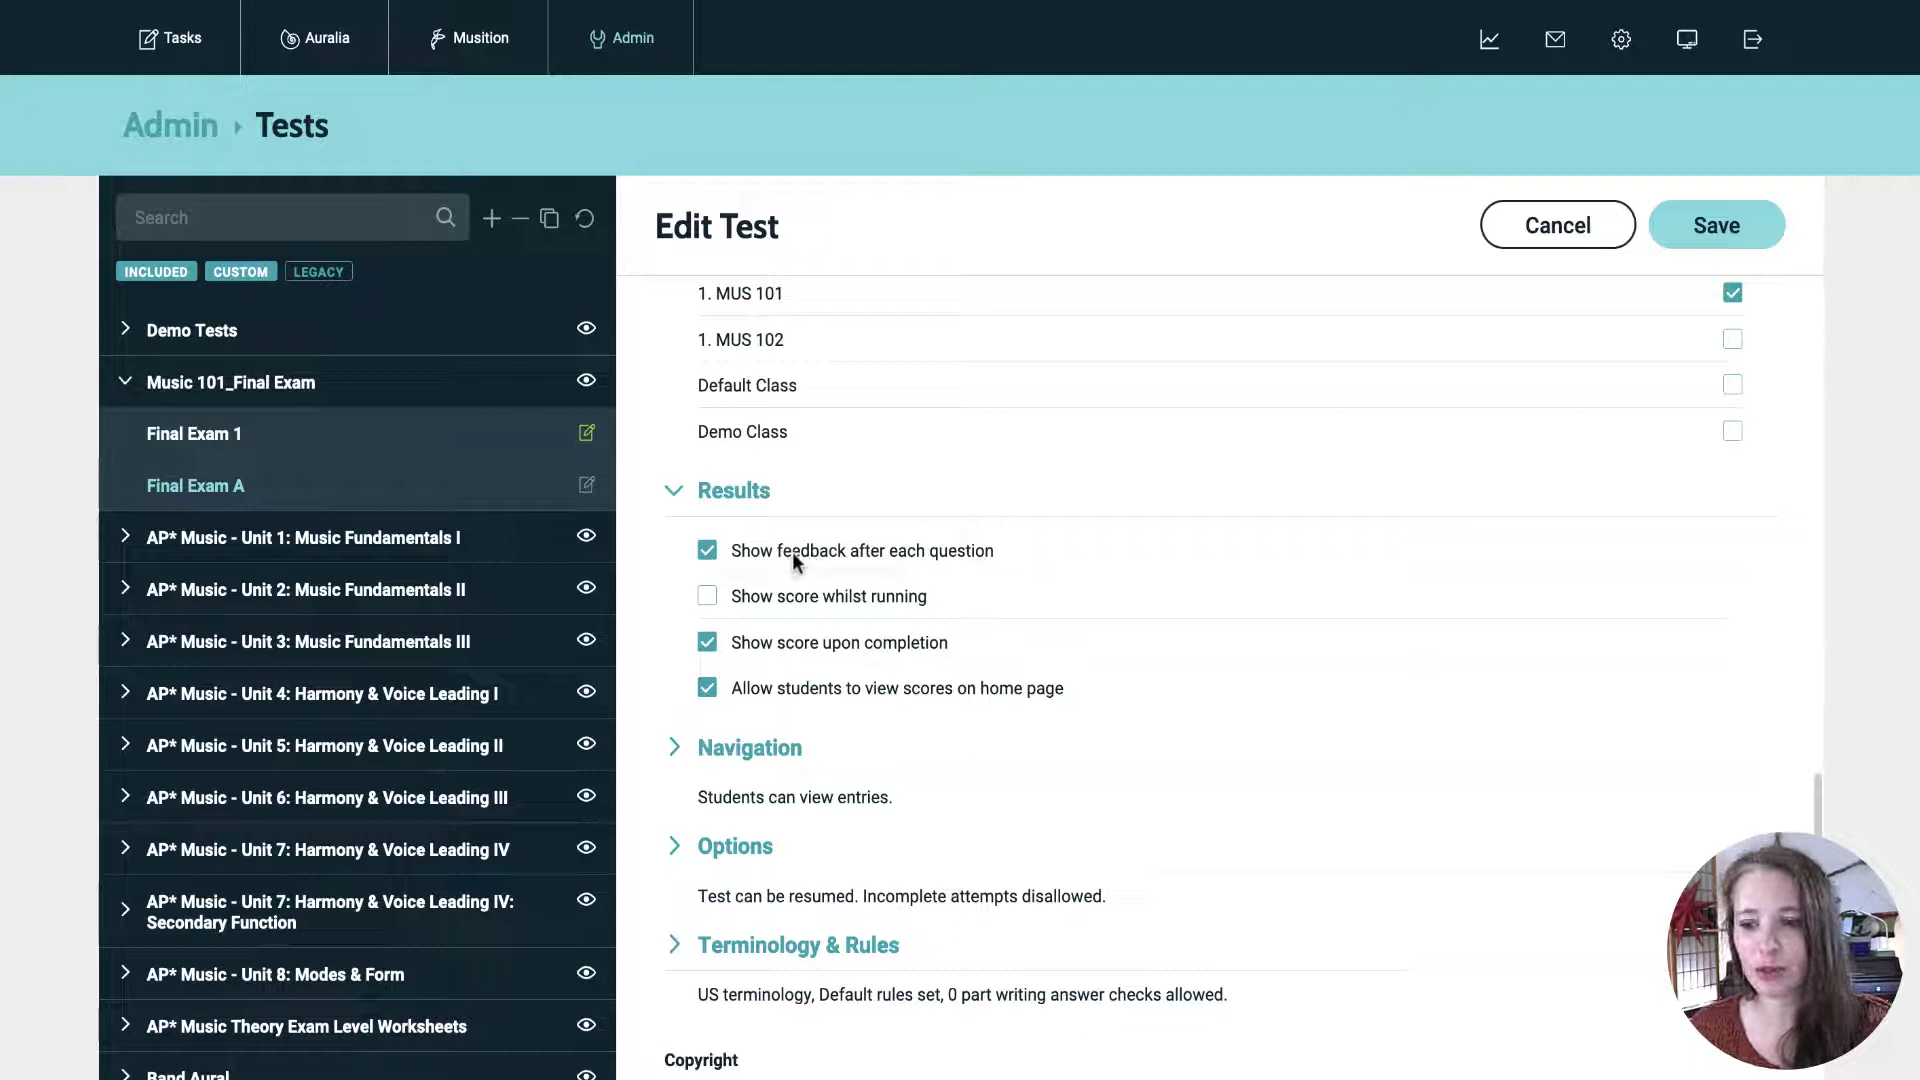 Tasks
Auralia
Musition
Admin
Admin
Tests
Search
INCLUDED
CUSTOM
LEGACY
Demo Tests
Music 101_Final Exam
Final Exam 1
Final Exam A
AP* Music - Unit 1: Music Fundamentals I
AP* Music - Unit 2: Music Fundamentals II
AP* Music - Unit 3: Music Fundamentals III
AP* Music - Unit 4: Harmony & Voice Leading I
AP* Music - Unit 5: Harmony & Voice Leading II
AP* Music - Unit 6: Harmony & Voice Leading III
AP* Music - Unit 7: Harmony & Voice Leading IV
AP* Music - Unit 7: Harmony & Voice Leading IV:
Secondary Function
AP* Music - Unit 8: Modes & Form
AP* Music Theory Exam Level Worksheets
Band Aural
Edit Test
Cancel
Save
1. MUS 101
1. MUS 102
Default Class
Demo Class
Results
Show feedback after each question
Show score whilst running
Show score upon completion
Allow students to view scores on home page
Navigation
Students can view entries.
Options
Test can be resumed. Incomplete attempts disallowed.
Terminology & Rules
US terminology, Default rules set, 0 part writing answer checks allowed.
Copyright